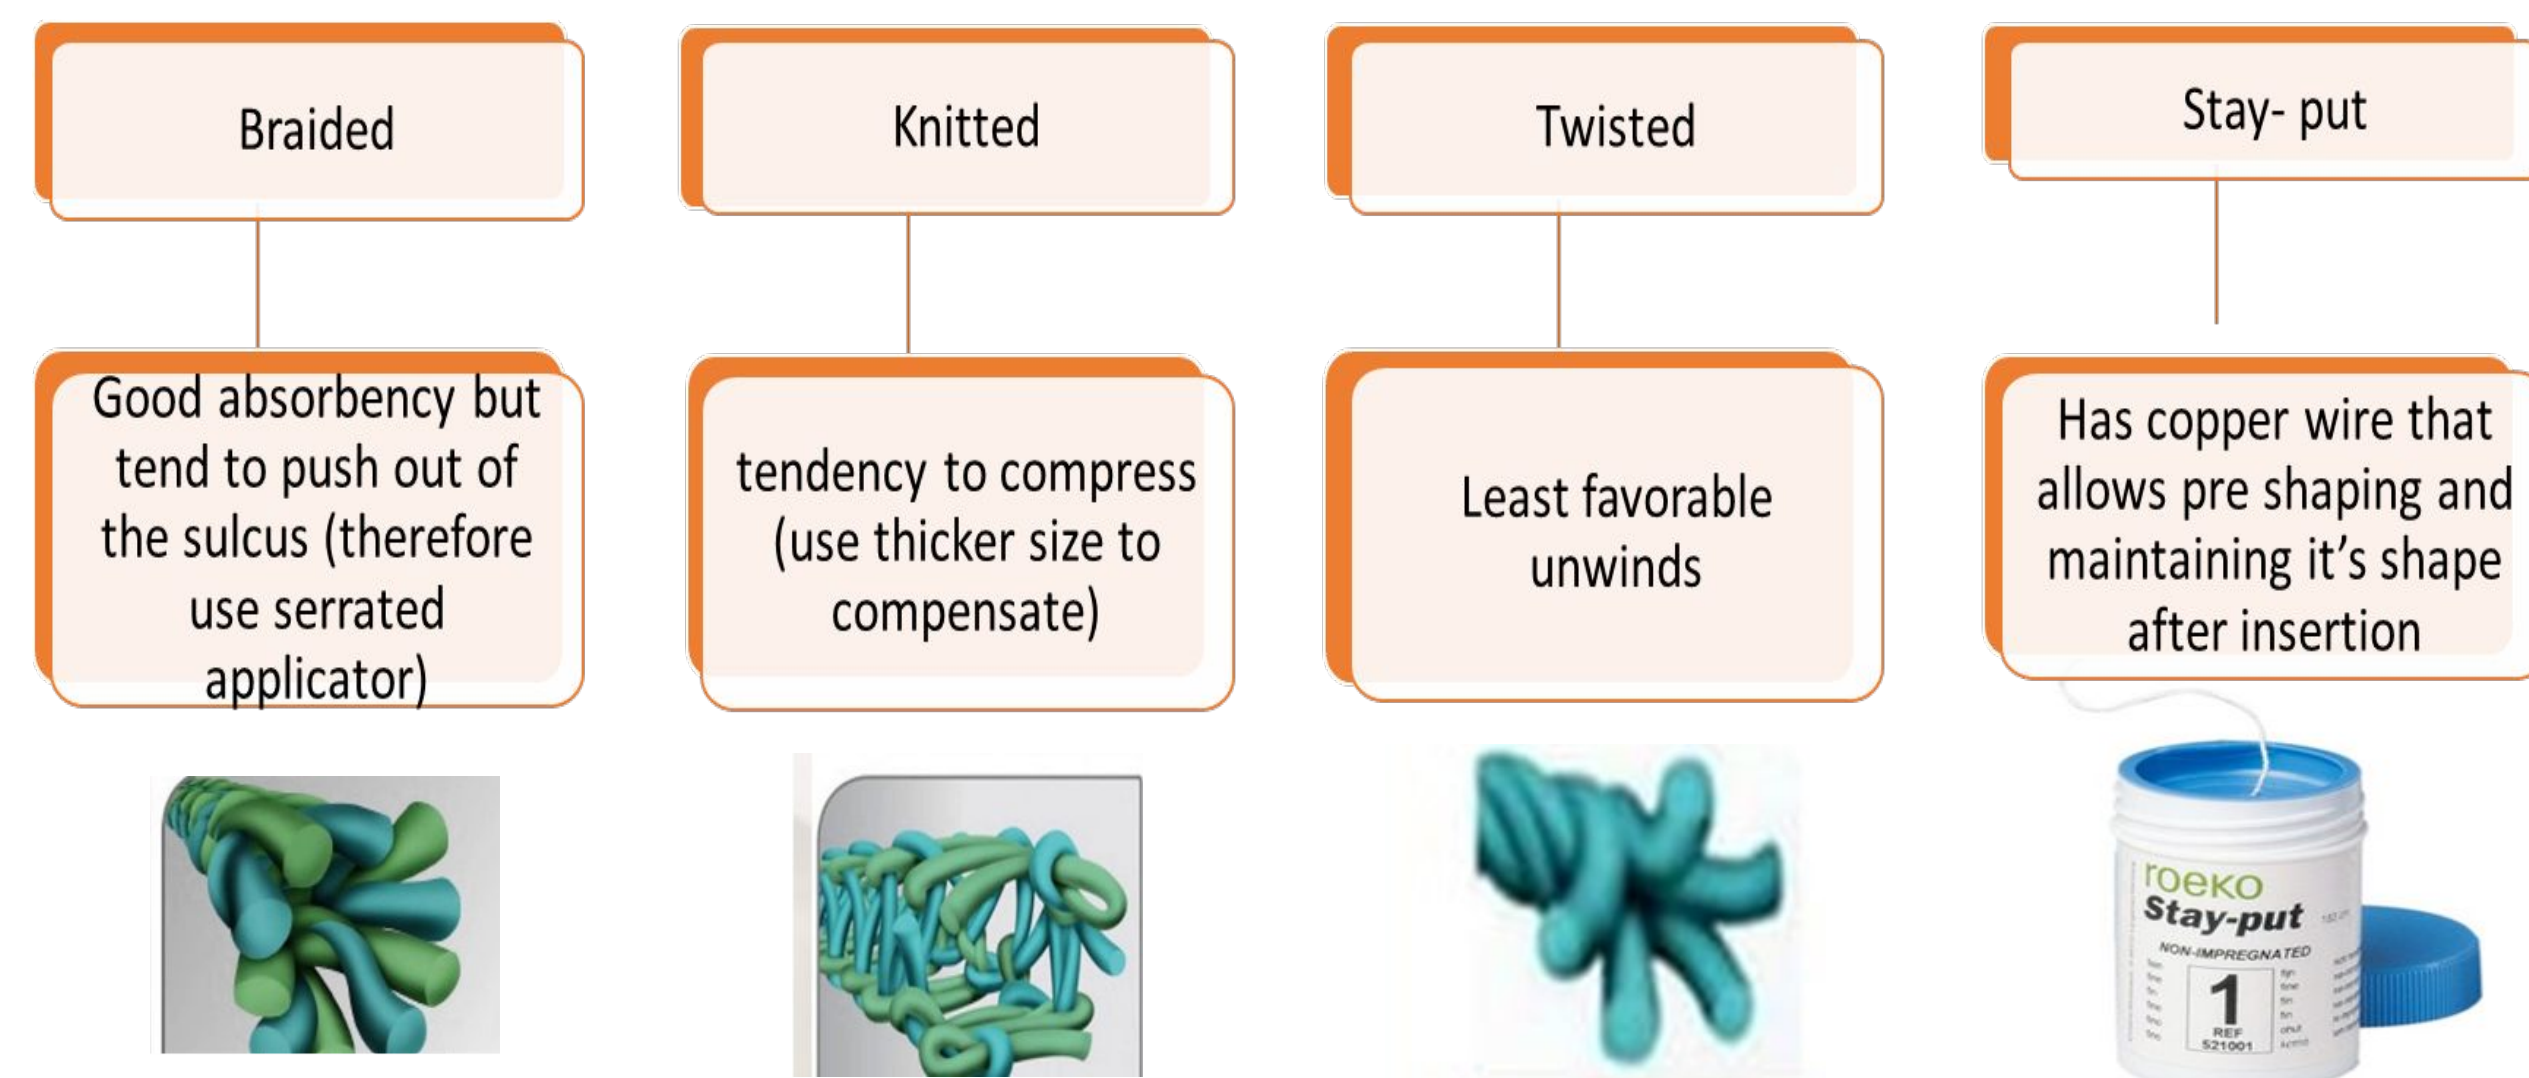 Braided
Knitted
Twisted
Stay- put
Good absorbency but
tend to push out of
the sulcus (therefore
use serrated
applicator)
tendency to compress
(use thicker size to
compensate)
Least favorable
unwinds
Has copper wire that
allows pre shaping and
maintaining it’s shape
after insertion
roeko
Stay-put
NON-IMPREGNATED
1
REF
521001